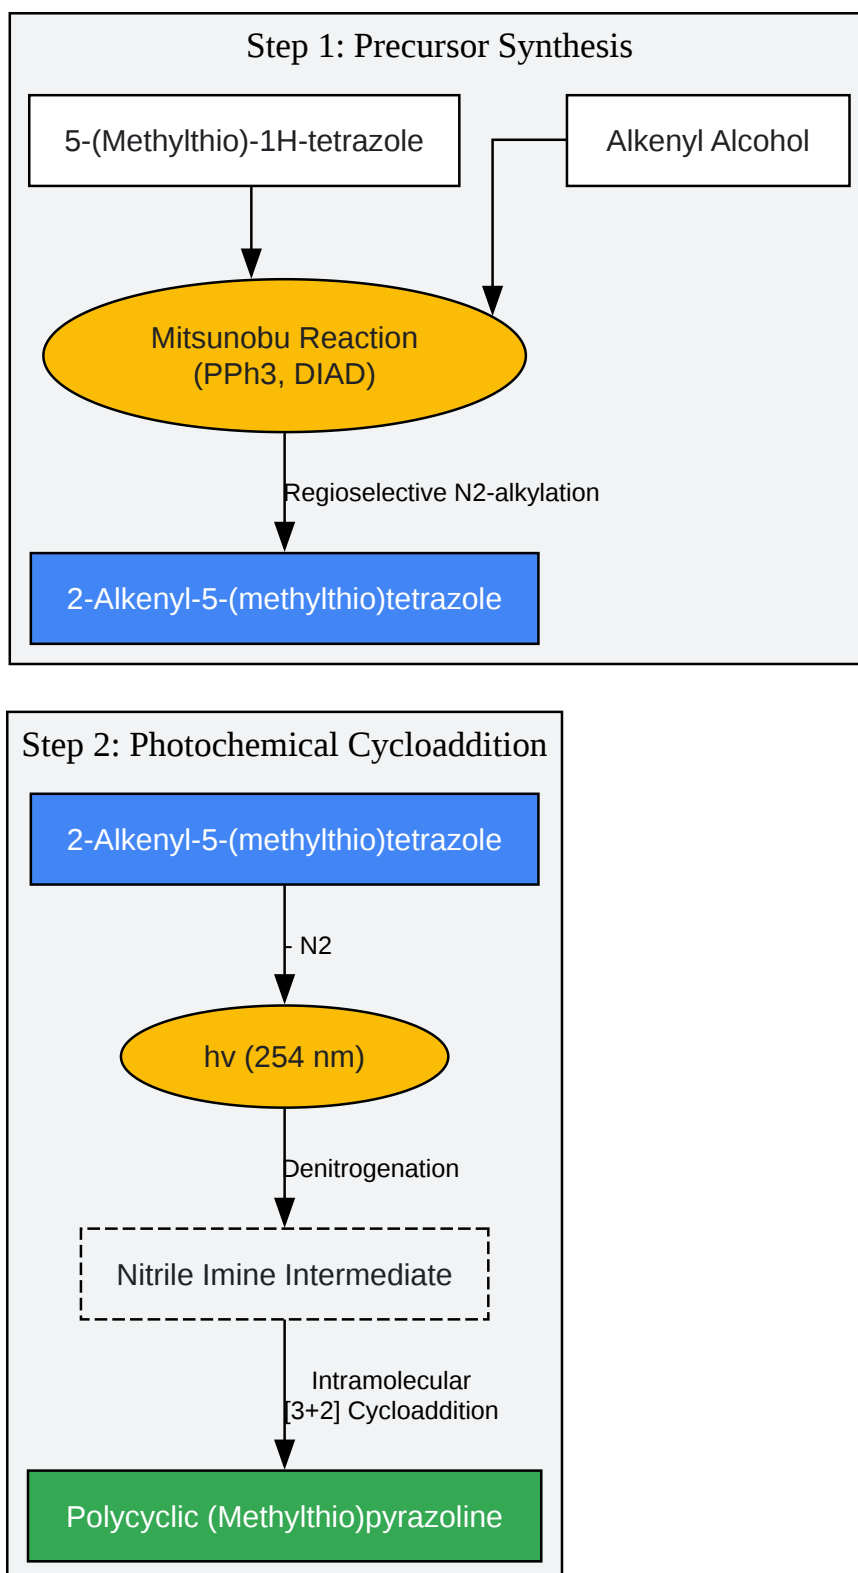 Step 1: Precursor Synthesis
5-(Methylthio)-1H-tetrazole
Alkenyl Alcohol
Mitsunobu Reaction
(PPh3, DIAD)
Regioselective N2-alkylation
2-Alkenyl-5-(methylthio)tetrazole
Step 2: Photochemical Cycloaddition
2-Alkenyl-5-(methylthio)tetrazole
- N2
hv (254 nm)
Denitrogenation
Nitrile Imine Intermediate
Intramolecular
[3+2] Cycloaddition
Polycyclic (Methylthio)pyrazoline